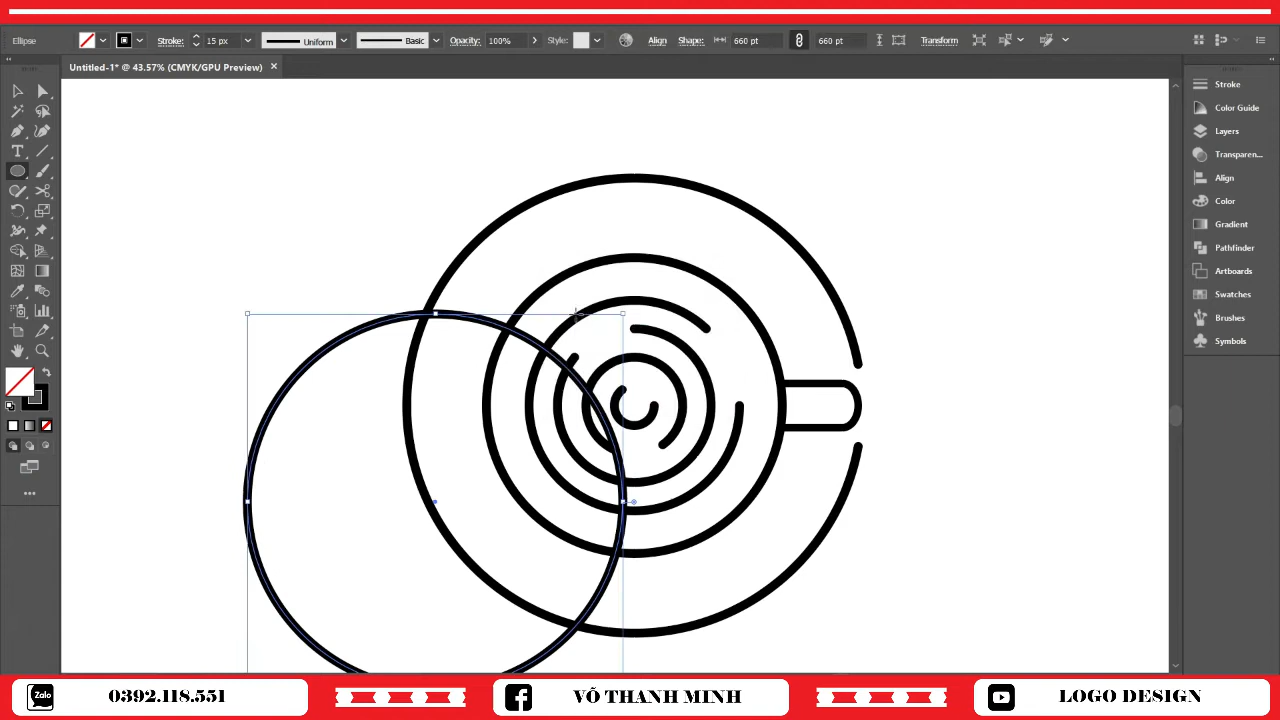 Ellipse Stroke: 15 px Uniform Basic Opacity: 100% Style: Align Shape: 660 pt 660 pt Transform
Untitled-1* @ 43.57% (CMYK/GPU Preview) ×
Stroke
Color Guide
Layers
Transparen...
Align
Color
Gradient
Pathfinder
Artboards
Swatches
Brushes
Symbols
Zalo 0392.118.551 VÕ THANH MINH LOGO DESIGN